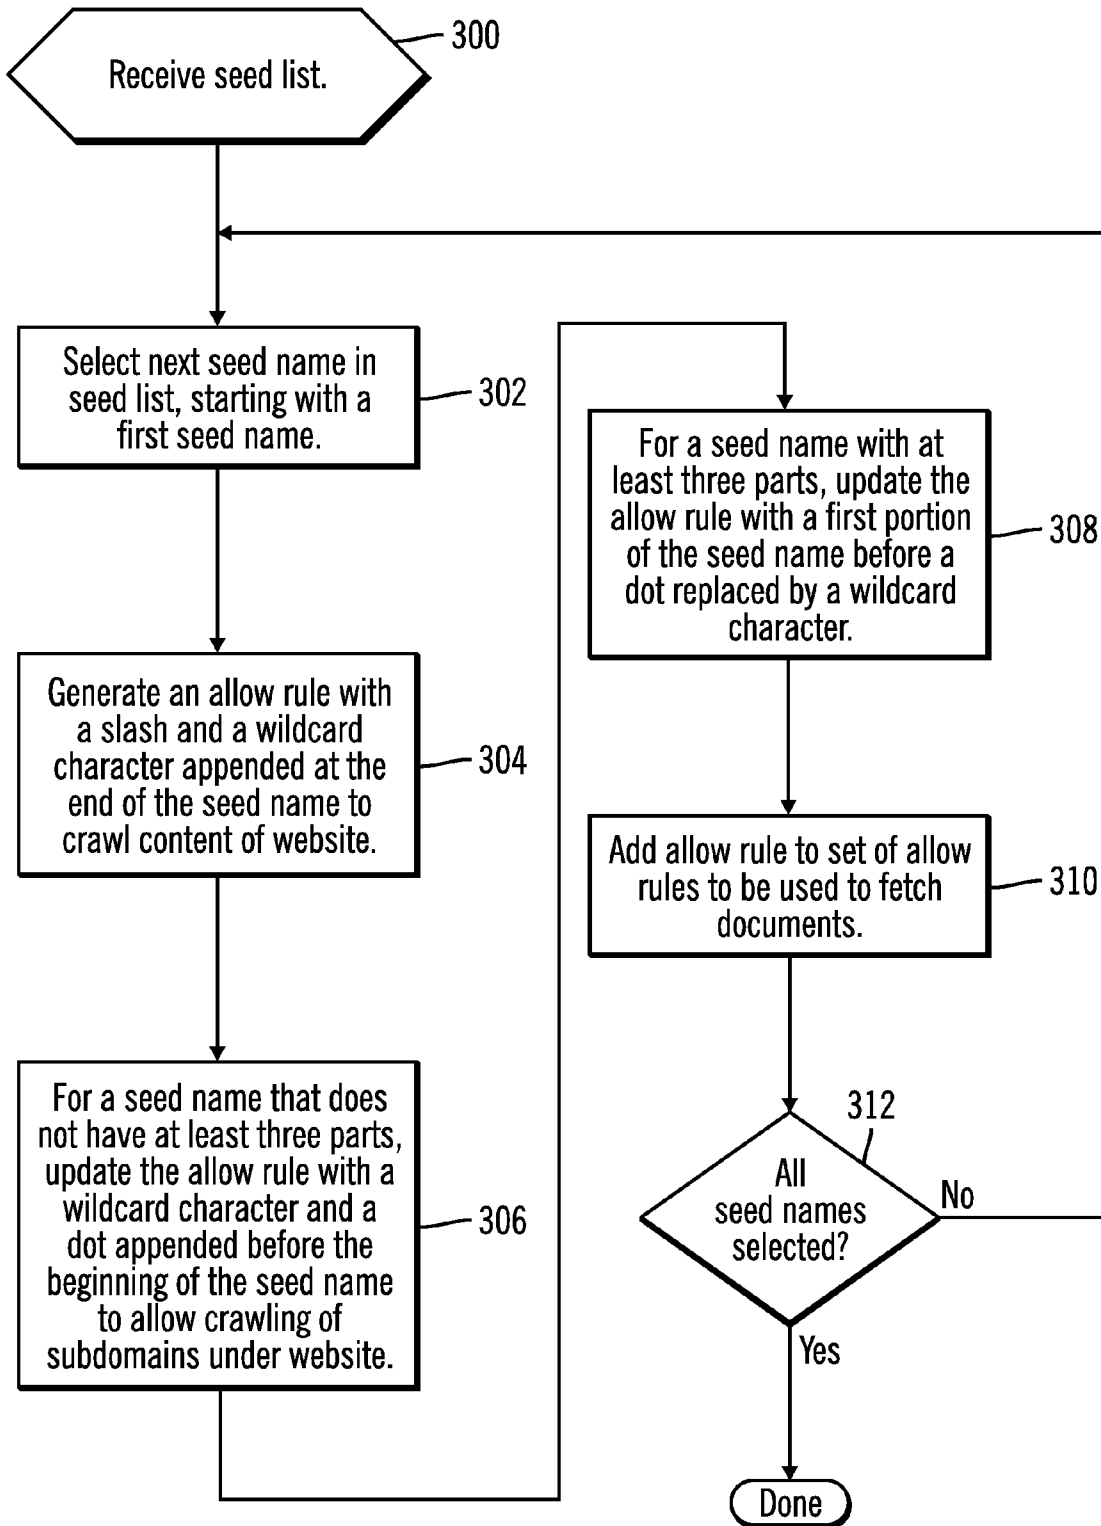 300
Receive seed list.
Select next seed name in
seed list, starting with a
first seed name.
302
Generate an allow rule with
a slash and a wildcard
character appended at the
end of the seed name to
crawl content of website.
304
For a seed name that does
not have at least three parts,
update the allow rule with a
wildcard character and a
dot appended before the
beginning of the seed name
to allow crawling of
subdomains under website.
306
For a seed name with at
least three parts, update the
allow rule with a first portion
of the seed name before a
dot replaced by a wildcard
character.
308
Add allow rule to set of allow
rules to be used to fetch
documents.
310
312
All
seed names
selected?
No
Yes
Done